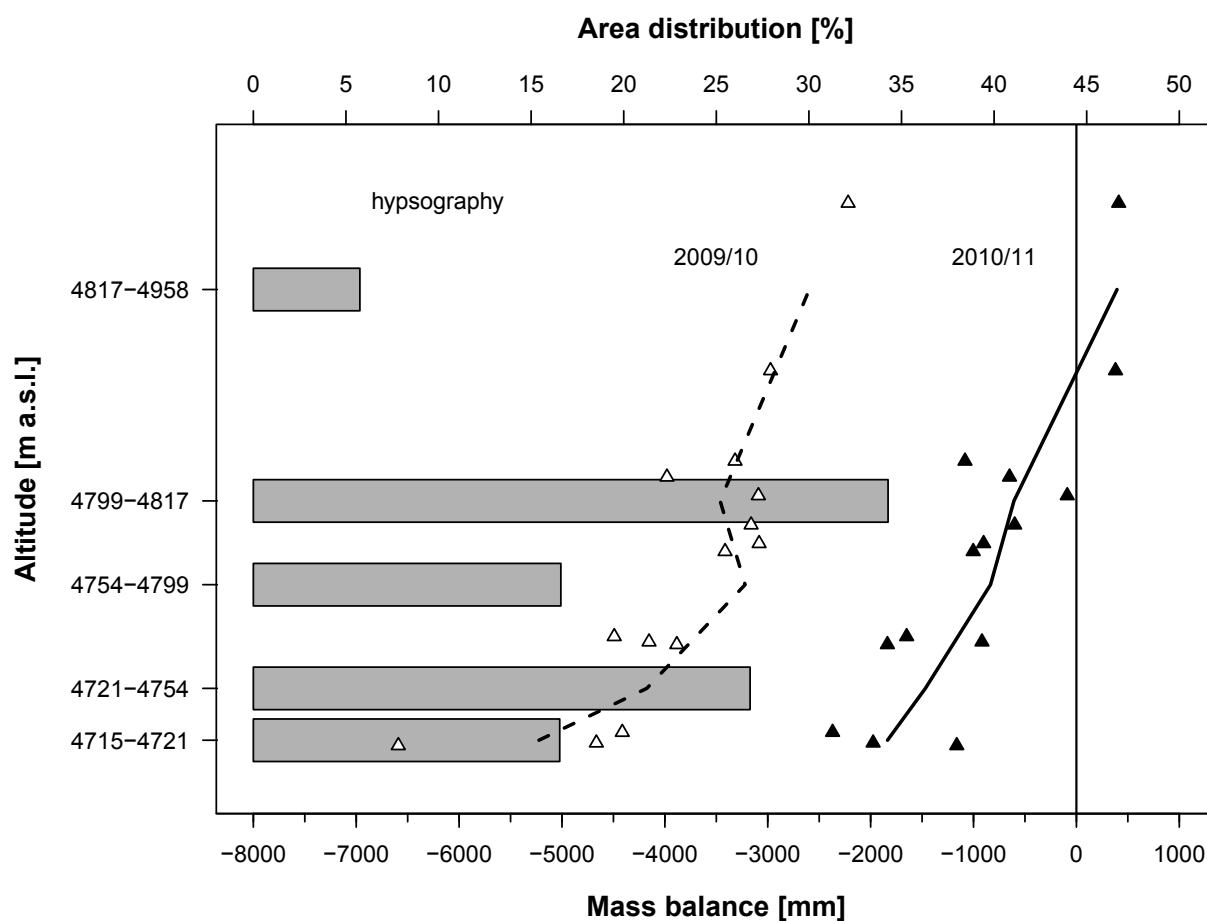 Area distribution [%]
0 5 10 15 20 25 30 35 40 45 50
hypsography
2009/10 2010/11
4817−4958
4799−4817
4754−4799
4721−4754
4715−4721
Altitude [m a.s.l.]
−8000 −7000 −6000 −5000 −4000 −3000 −2000 −1000 0 1000
Mass balance [mm]